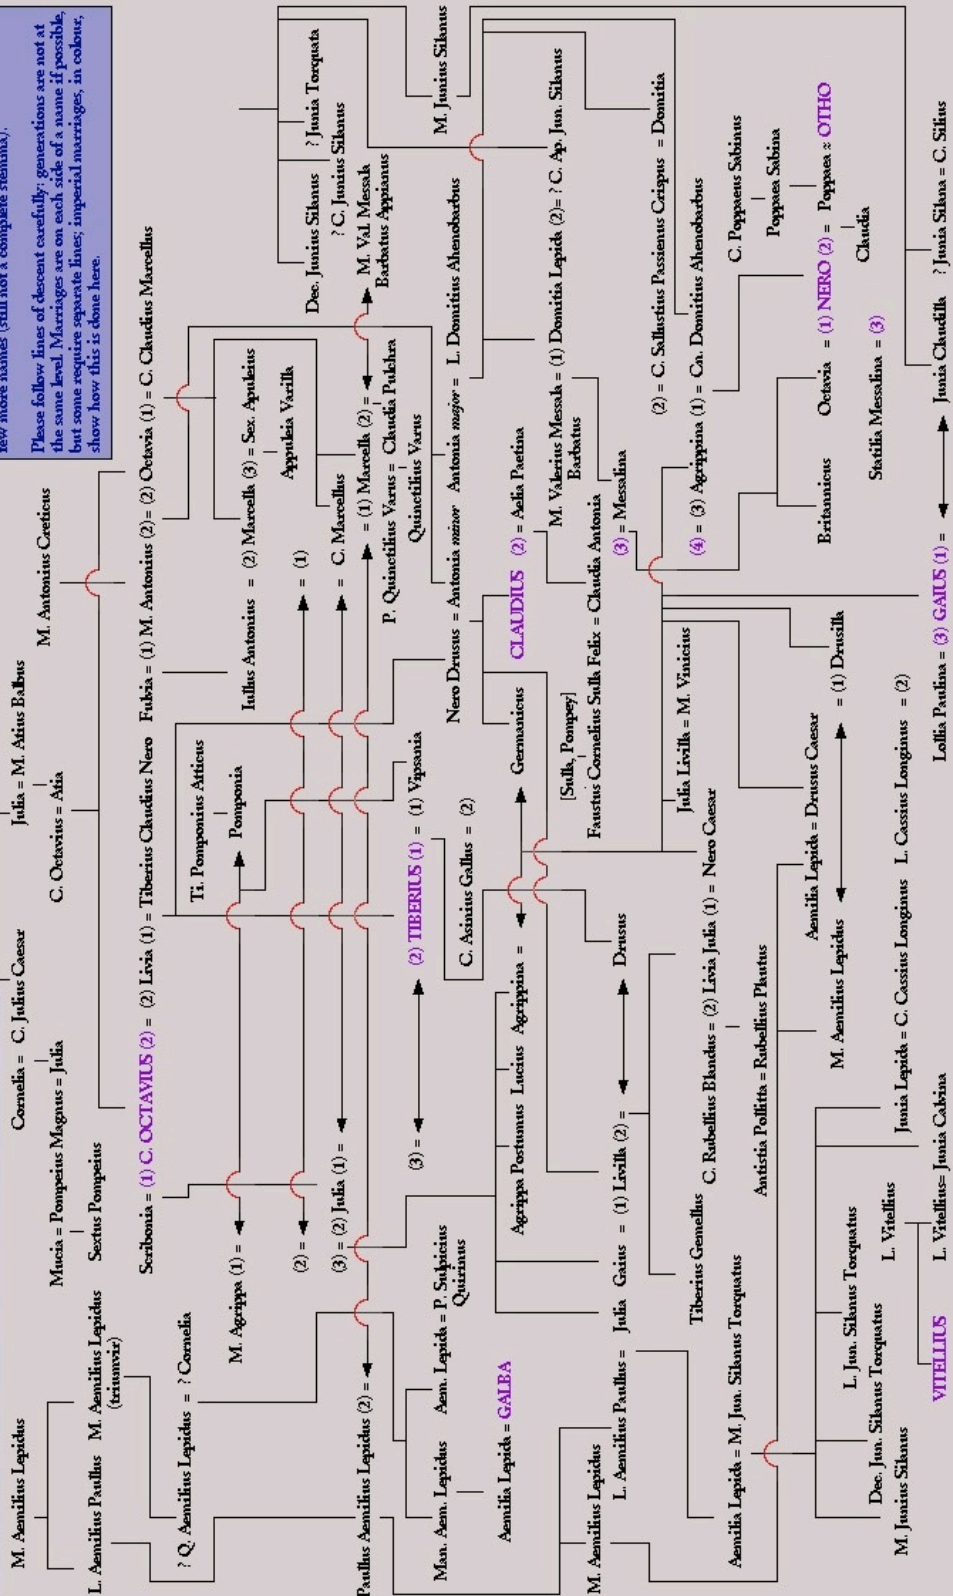 few more names (still not a complete stemma).
Please follow lines of descent carefully: generations are not at
the same level. Marriages are on each side of a name if possible,
but some require separate lines; imperial marriages, in colour,
show how this is done here.
M. Aemilius Lepidus
Cornelia = C. Julius Caesar
Julia = M. Atius Balbus
Mucia = Pompeius Magnus = Julia
C. Octavius = Atia
M. Antonius Creticus
L. Aemilius Paullus M. Aemilius Lepidus
(triumvir)
Sextus Pompeius
Scribonia = (1) C. OCTAVIUS (2) = (2) Livia (1) = Tiberius Claudius Nero Fulvia = (1) M. Antonius (2) = (2) Octavia (1) = C. Claudius Marcellus
? Q. Aemilius Lepidus = ? Cornelia
Ti. Pomponius Atticus
M. Agrippa (1) =
Pomponia
Iullus Antonius = (2) Marcella (3) = Sex. Apuleius
Appuleia Varilla
(2) =
= (1)
Dec. Junius Silanus ? Junia Torquata
? C. Junius Silanus
(3) = (2) Julia (1) =
= C. Marcellus
Paullus Aemilius Lepidus (2) =
= (1) Marcella (2) =
M. Val. Messala
Barbatus Appianus
P. Quinctilius Varus = Claudia Pulchra
Quinctilius Varus
(3) =
(2) TIBERIUS (1) = (1) Vipsania
Man. Aem. Lepidus Aem. Lepida = P. Sulpicius
Quirinus
C. Asinius Gallus = (2)
Nero Drusus = Antonia minor Antonia major = L. Domitius Ahenobarbus
M. Junius Silanus
Aemilia Lepida = GALBA
Agrippa Postumus Lucius Agrippina =
Germanicus
CLAUDIUS (2) = Aelia Paetina
M. Valerius Messala = (1) Domitia Lepida (2) = ? C. Ap. Jun. Silanus
Barbatus
[Sulla, Pompey]
Faustus Cornelius Sulla Felix = Claudia Antonia
M. Aemilius Lepidus
L. Aemilius Paullus =
Julia Gaius = (1) Livilla (2) =
Drusus
(3) = Messalina
(2) = C. Sallustius Passienus Crispus = Domitia
Julia Livilla = M. Vinicius
Tiberius Gemellus
C. Rubellius Blandus = (2) Livia Julia (1) = Nero Caesar
(4) = (3) Agrippina (1) = Cn. Domitius Ahenobarbus
Aemilia Lepida = M. Jun. Silanus Torquatus
Antistia Pollitta = Rubellius Plautus
C. Poppaeus Sabinus
Poppaea Sabina
Aemilia Lepida = Drusus Caesar
M. Aemilius Lepidus
= (1) Drusilla
Britannicus
Octavia = (1) NERO (2) = Poppaea = OTHO
Claudia
Statilia Messalina = (3)
L. Jun. Silanus Torquatus
Dec. Jun. Silanus Torquatus
M. Junius Silanus
L. Vitellius
Junia Lepida = C. Cassius Longinus L. Cassius Longinus = (2)
VITELLIUS L. Vitellius= Junia Calvina
Lollia Paulina = (3) GAIUS (1) =
Junia Claudilla ? Junia Silana = C. Silius